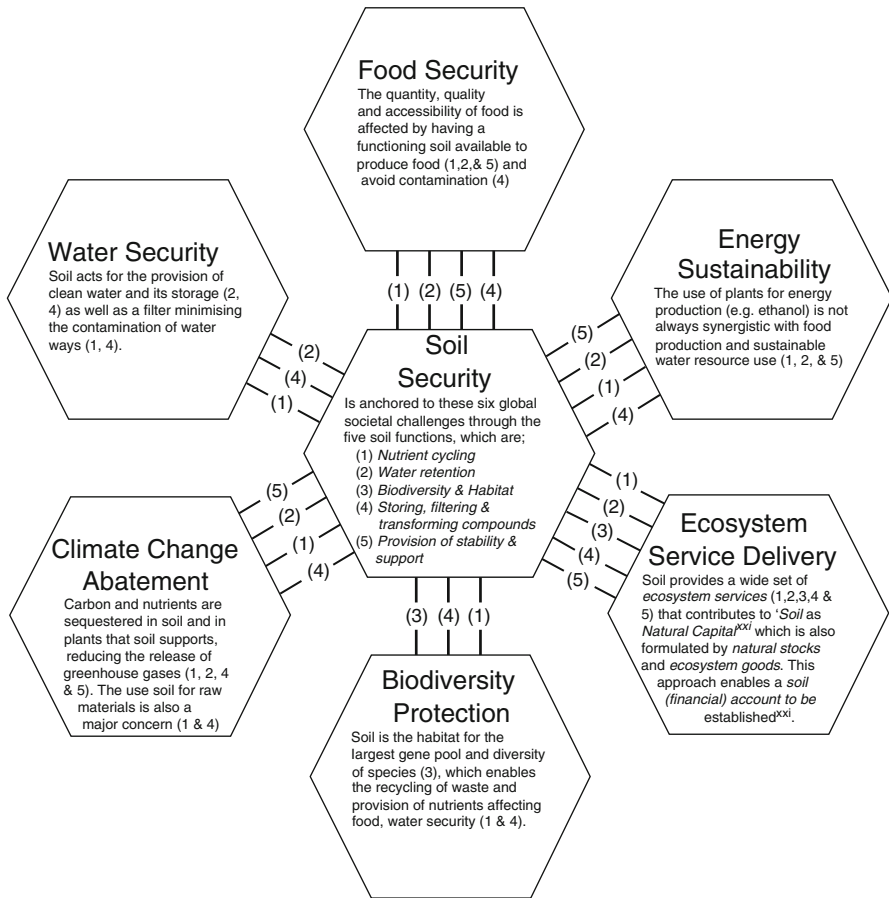 Food Security
The quantity, quality
and accessibility of food is
affected by having a
functioning soil available to
produce food (1,2,& 5) and
avoid contamination (4)
Water Security
Soil acts for the provision of
clean water and its storage (2,
4) as well as a filter minimising
the contamination of water
ways (1, 4).
Energy
Sustainability
The use of plants for energy
production (e.g. ethanol) is not
always synergistic with food
production and sustainable
water resource use (1, 2, & 5)
(1) (2) (5) (4)
(2)
(4)
(1)
(5)
(2)
(1)
(4)
Soil
Security
Is anchored to these six global
societal challenges through the
five soil functions, which are;
(1) Nutrient cycling
(2) Water retention
(3) Biodiversity & Habitat
(4) Storing, filtering &
transforming compounds
(5) Provision of stability &
support
(5)
(2)
(1)
(4)
(1)
(2)
(3)
(4)
(5)
(3) (4) (1)
Climate Change
Abatement
Carbon and nutrients are
sequestered in soil and in
plants that soil supports,
reducing the release of
greenhouse gases (1, 2, 4
& 5). The use soil for raw
materials is also a
major concern (1 & 4)
Ecosystem
Service Delivery
Soil provides a wide set of
ecosystem services (1,2,3,4 &
5) that contributes to ‘Soil as
Natural Capitalxxi which is also
formulated by natural stocks
and ecosystem goods. This
approach enables a soil
(financial) account to be
establishedxxi.
Biodiversity
Protection
Soil is the habitat for the
largest gene pool and diversity
of species (3), which enables
the recycling of waste and
provision of nutrients affecting
food, water security (1 & 4).